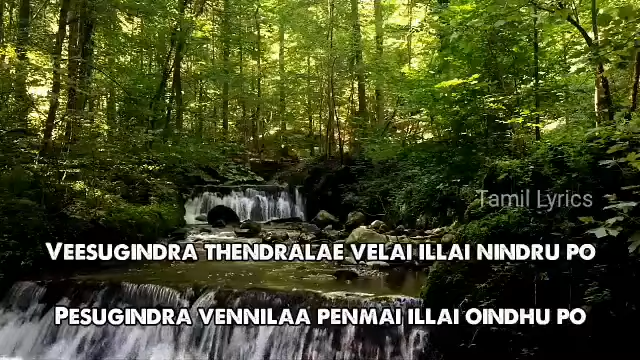 Tamil Lyrics
Veesugindra thendralae velai illai nindru po
Pesugindra vennilaa penmai illai oindhu po